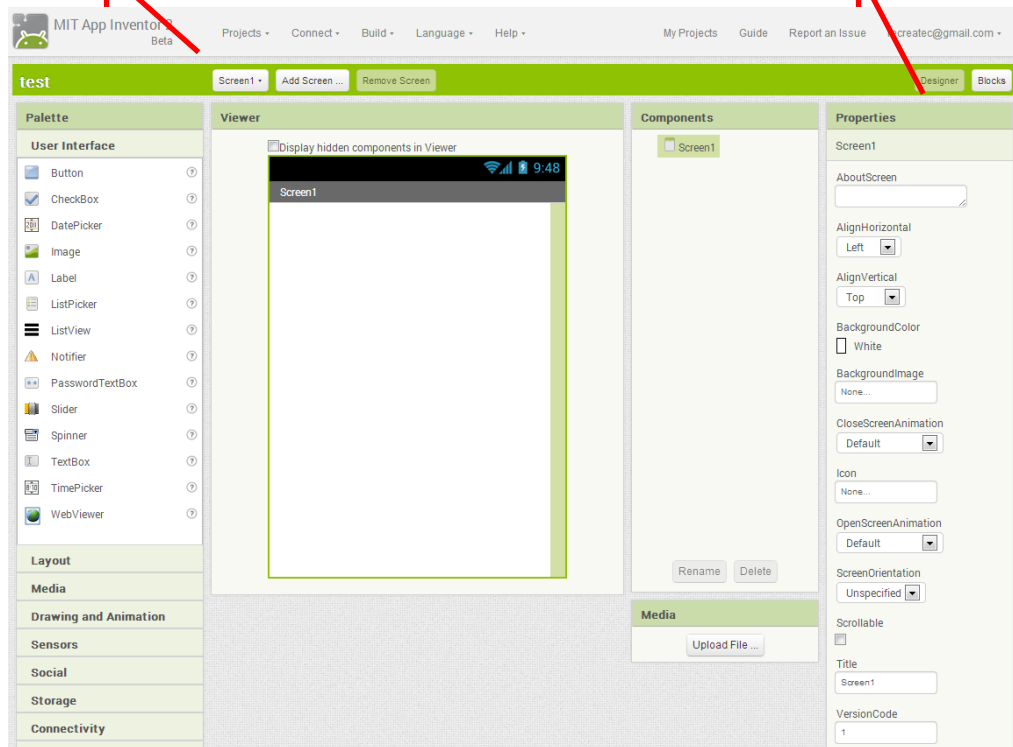 MIT App Inventor 2
Beta
Projects Connect Build Language Help My Projects Guide Report an Issue recreatec@gmail.com
test Screen1 Add Screen ... Remove Screen Designer Blocks
Palette
User Interface
Button
CheckBox
DatePicker
Image
Label
ListPicker
ListView
Notifier
PasswordTextBox
Slider
Spinner
TextBox
TimePicker
WebViewer
Layout
Media
Drawing and Animation
Sensors
Social
Storage
Connectivity
Viewer
Display hidden components in Viewer
9:48
Screen1
Components
Screen1
Rename Delete
Media
Upload File ...
Properties
Screen1
AboutScreen
AlignHorizontal
Left
AlignVertical
Top
BackgroundColor
White
BackgroundImage
None...
CloseScreenAnimation
Default
Icon
None...
OpenScreenAnimation
Default
ScreenOrientation
Unspecified
Scrollable
Title
Screen1
VersionCode
1